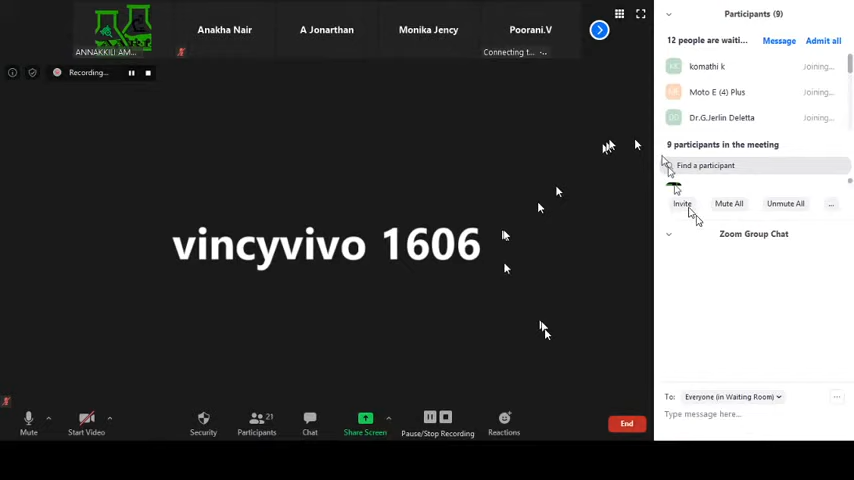 Anakha Nair
A Jonarthan
Monika Jency
Poorani.V
ANNAKKILI AM...
Connecting t... ·.
Recording...
vincyvivo 1606
Mute
Start Video
Security
21
Participants
Chat
Share Screen
Pause/Stop Recording
Reactions
End
Participants (9)
12 people are waiti... Message Admit all
komathi k Joining...
Moto E (4) Plus Joining...
Dr.G.Jerlin Deletta Joining...
9 participants in the meeting
Find a participant
Invite Mute All Unmute All ...
Zoom Group Chat
To: Everyone (in Waiting Room) ...
Type message here...